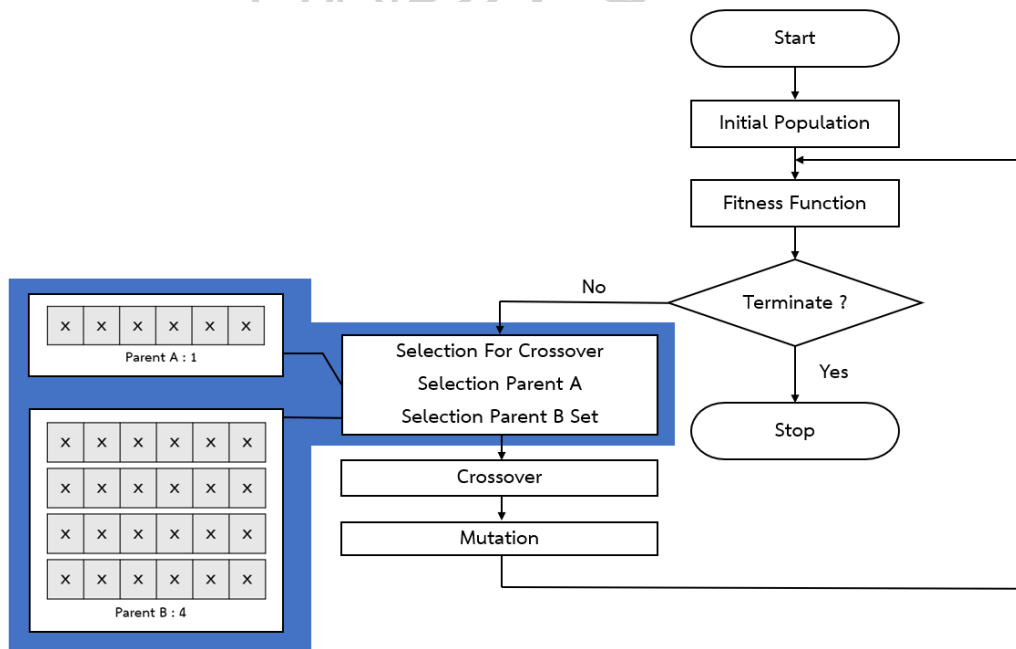 Start
Initial Population
Fitness Function
Terminate ?
No
Yes
Stop
Selection For Crossover
Selection Parent A
Selection Parent B Set
Crossover
Mutation
x x x x x x
Parent A : 1
x x x x x x
x x x x x x
x x x x x x
x x x x x x
Parent B : 4